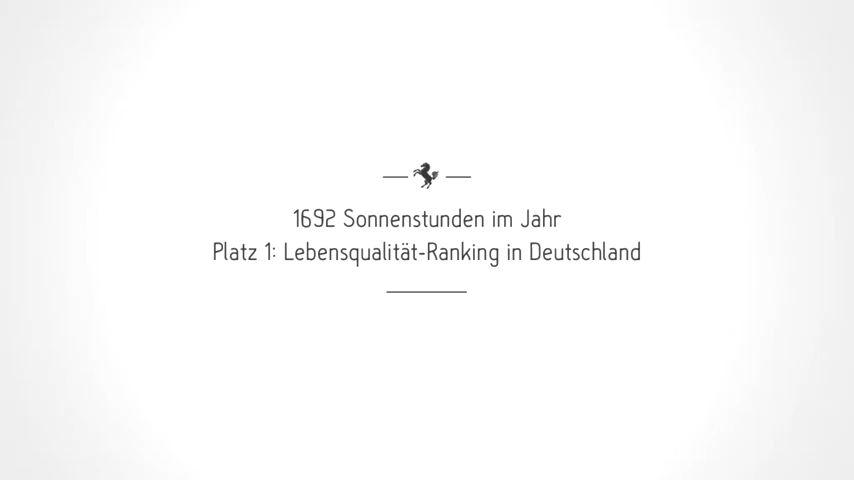 1692 Sonnenstunden im Jahr
Platz 1: Lebensqualität-Ranking in Deutschland